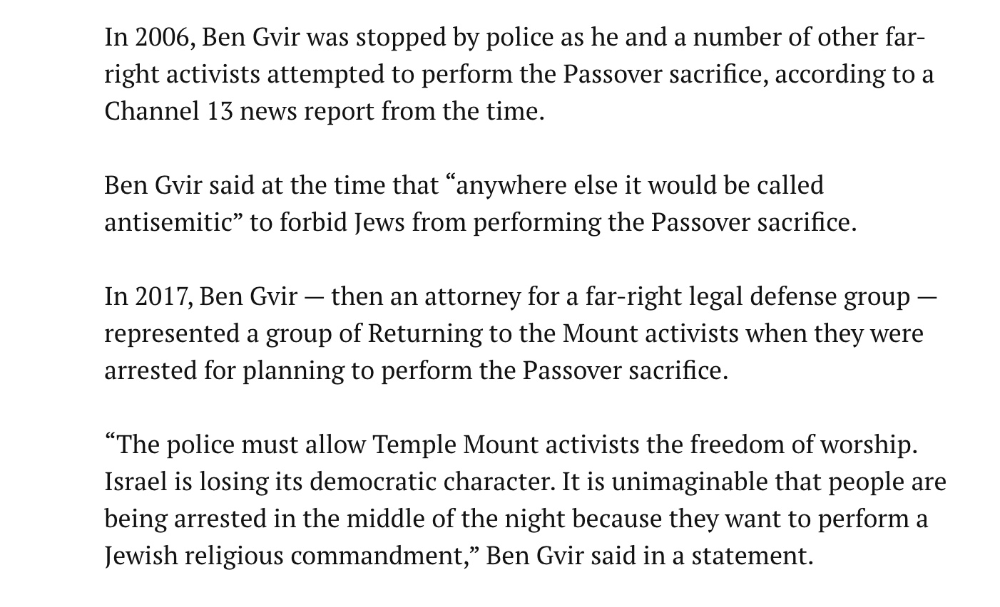 In 2006, Ben Gvir was stopped by police as he and a number of other far-
right activists attempted to perform the Passover sacrifice, according to a
Channel 13 news report from the time.
Ben Gvir said at the time that “anywhere else it would be called
antisemitic” to forbid Jews from performing the Passover sacrifice.
In 2017, Ben Gvir — then an attorney for a far-right legal defense group —
represented a group of Returning to the Mount activists when they were
arrested for planning to perform the Passover sacrifice.
“The police must allow Temple Mount activists the freedom of worship.
Israel is losing its democratic character. It is unimaginable that people are
being arrested in the middle of the night because they want to perform a
Jewish religious commandment,” Ben Gvir said in a statement.